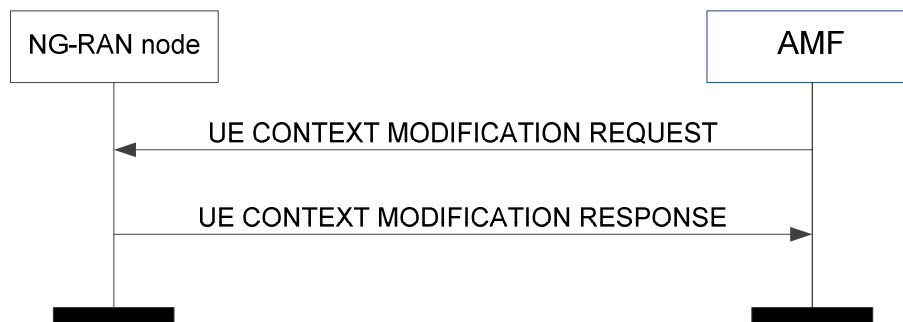 NG-RAN node
AMF
UE CONTEXT MODIFICATION REQUEST
UE CONTEXT MODIFICATION RESPONSE